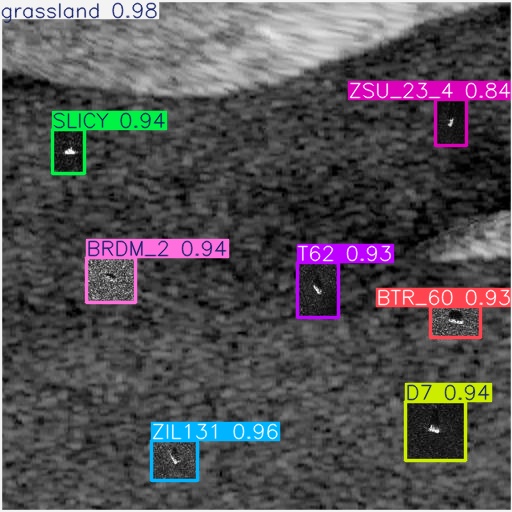 grassland 0.98
ZSU_23_4 0.84
SLICY 0.94
BRDM_2 0.94
T62 0.93
BTR_60 0.93
D7 0.94
ZIL131 0.96